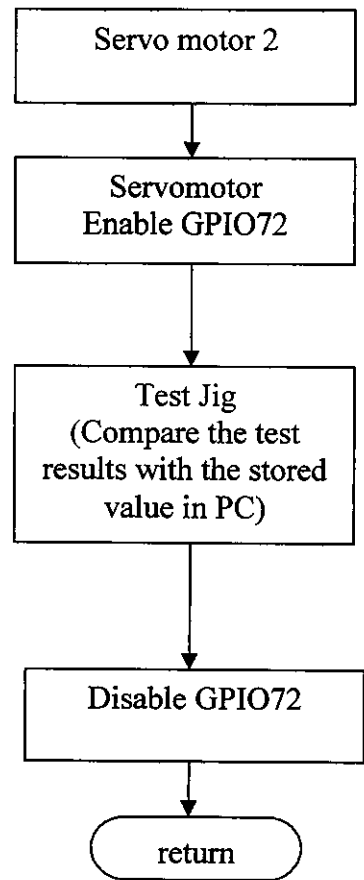 Servo motor 2
Servomotor
Enable GPIO72
Test Jig
(Compare the test
results with the stored
value in PC)
Disable GPIO72
return